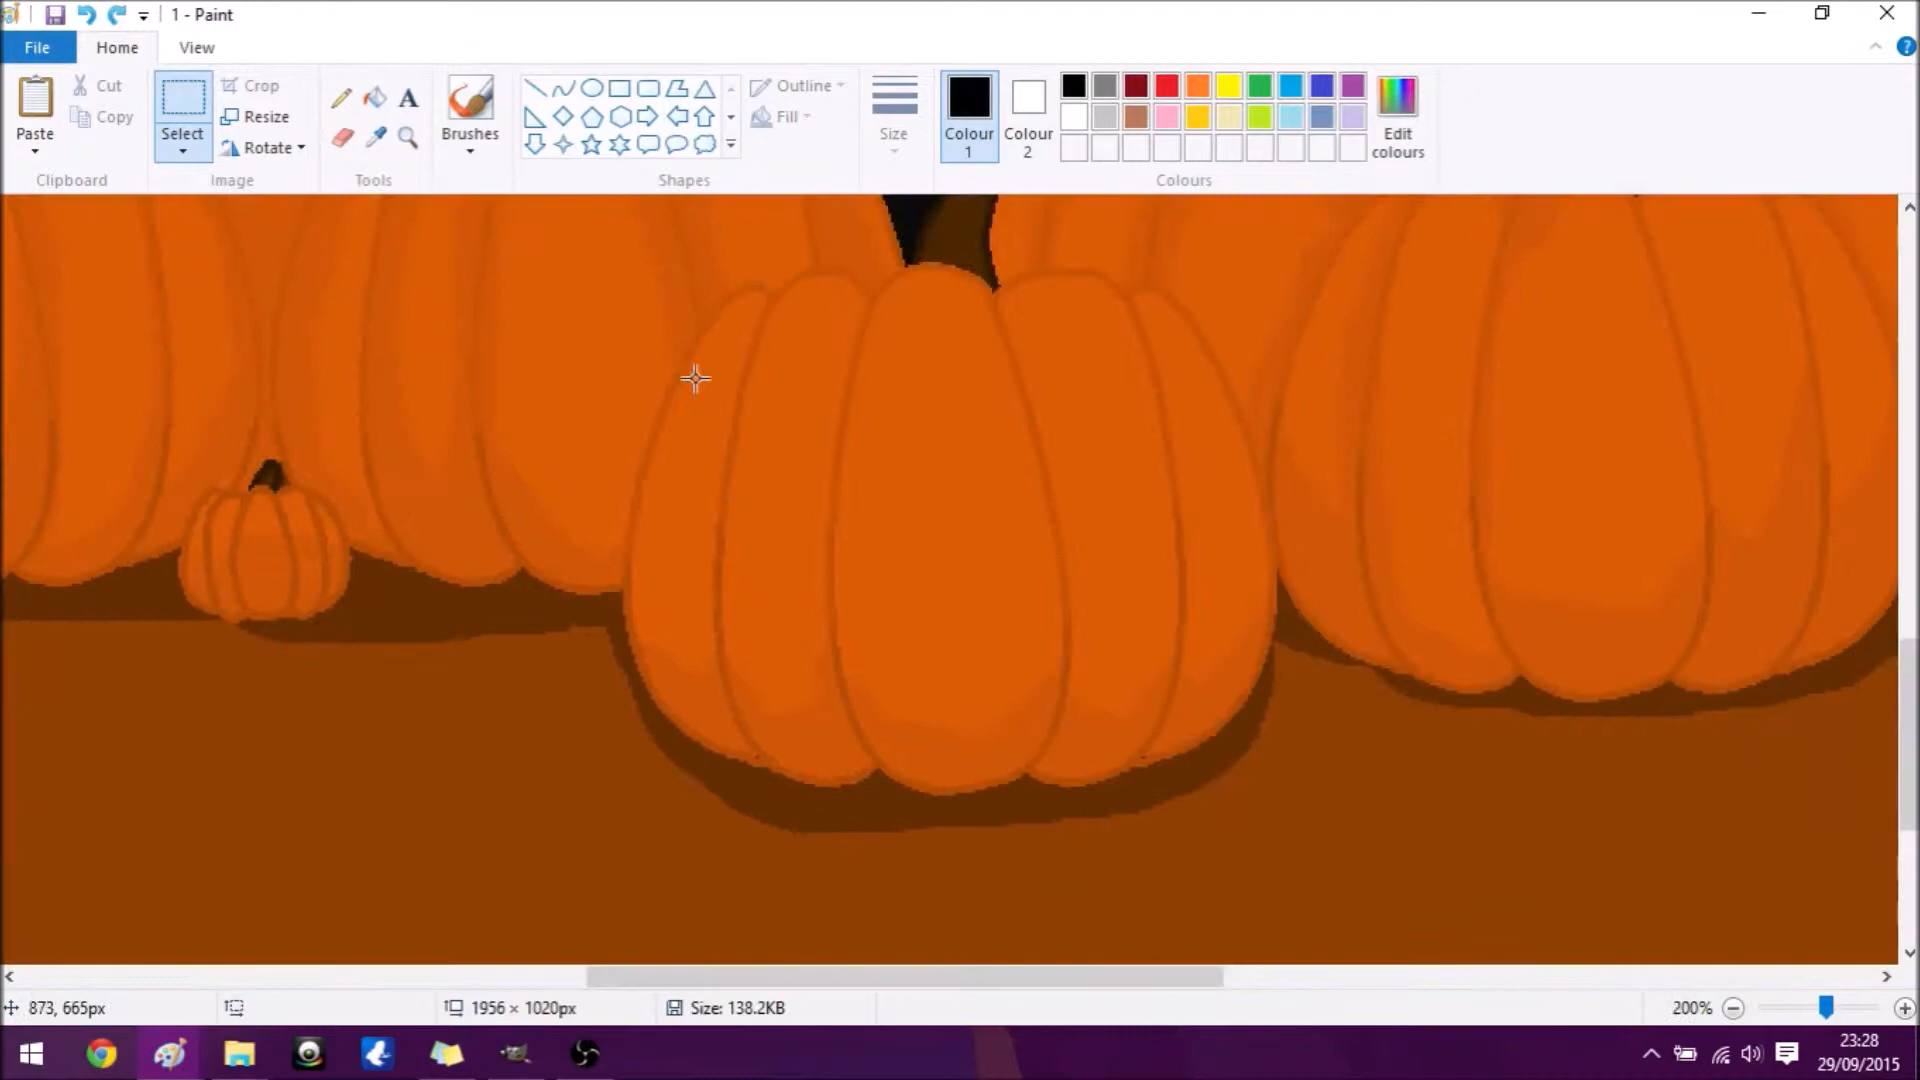 1 - Paint
File Home View
Paste
Cut
Copy
Clipboard
Select
Crop
Resize
Rotate
Image
A
Tools
Brushes
Outline
Fill
Shapes
Size
Colour 1
Colour 2
Edit colours
Colours
873, 665px
1956 × 1020px
Size: 138.2KB
200%
23:28
29/09/2015